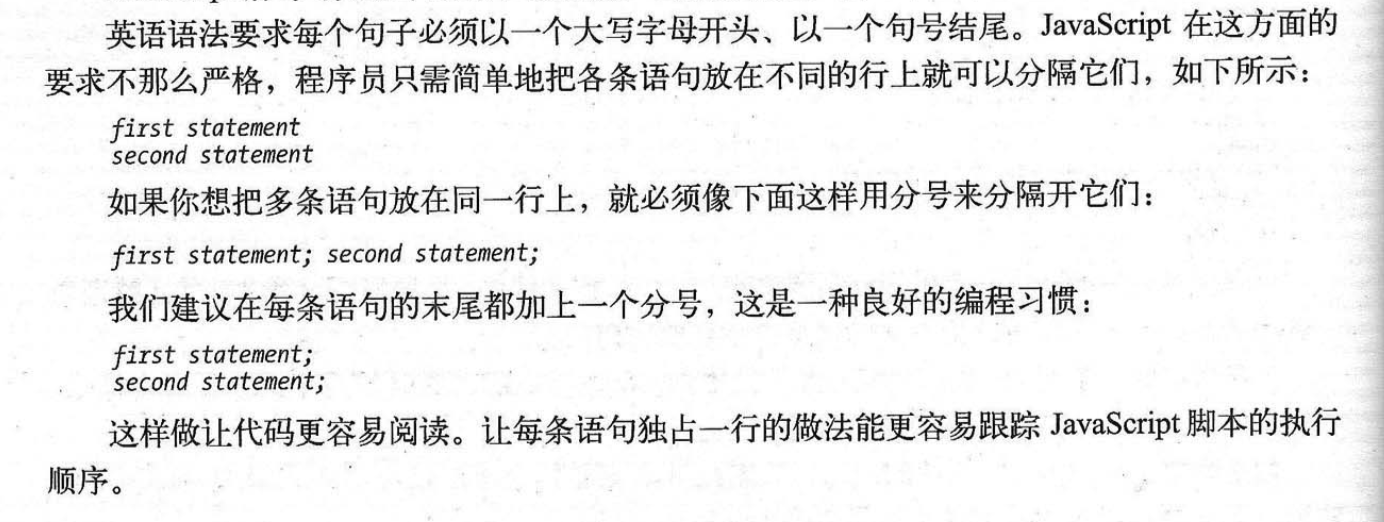 英语语法要求每个句子必须以一个大写字母开头、以一个句号结尾。JavaScript 在这方面的
要求不那么严格，程序员只需简单地把各条语句放在不同的行上就可以分隔它们，如下所示：
first statement
second statement
如果你想把多条语句放在同一行上，就必须像下面这样用分号来分隔开它们：
first statement; second statement;
我们建议在每条语句的末尾都加上一个分号，这是一种良好的编程习惯：
first statement;
second statement;
这样做让代码更容易阅读。让每条语句独占一行的做法能更容易跟踪 JavaScript 脚本的执行
顺序。